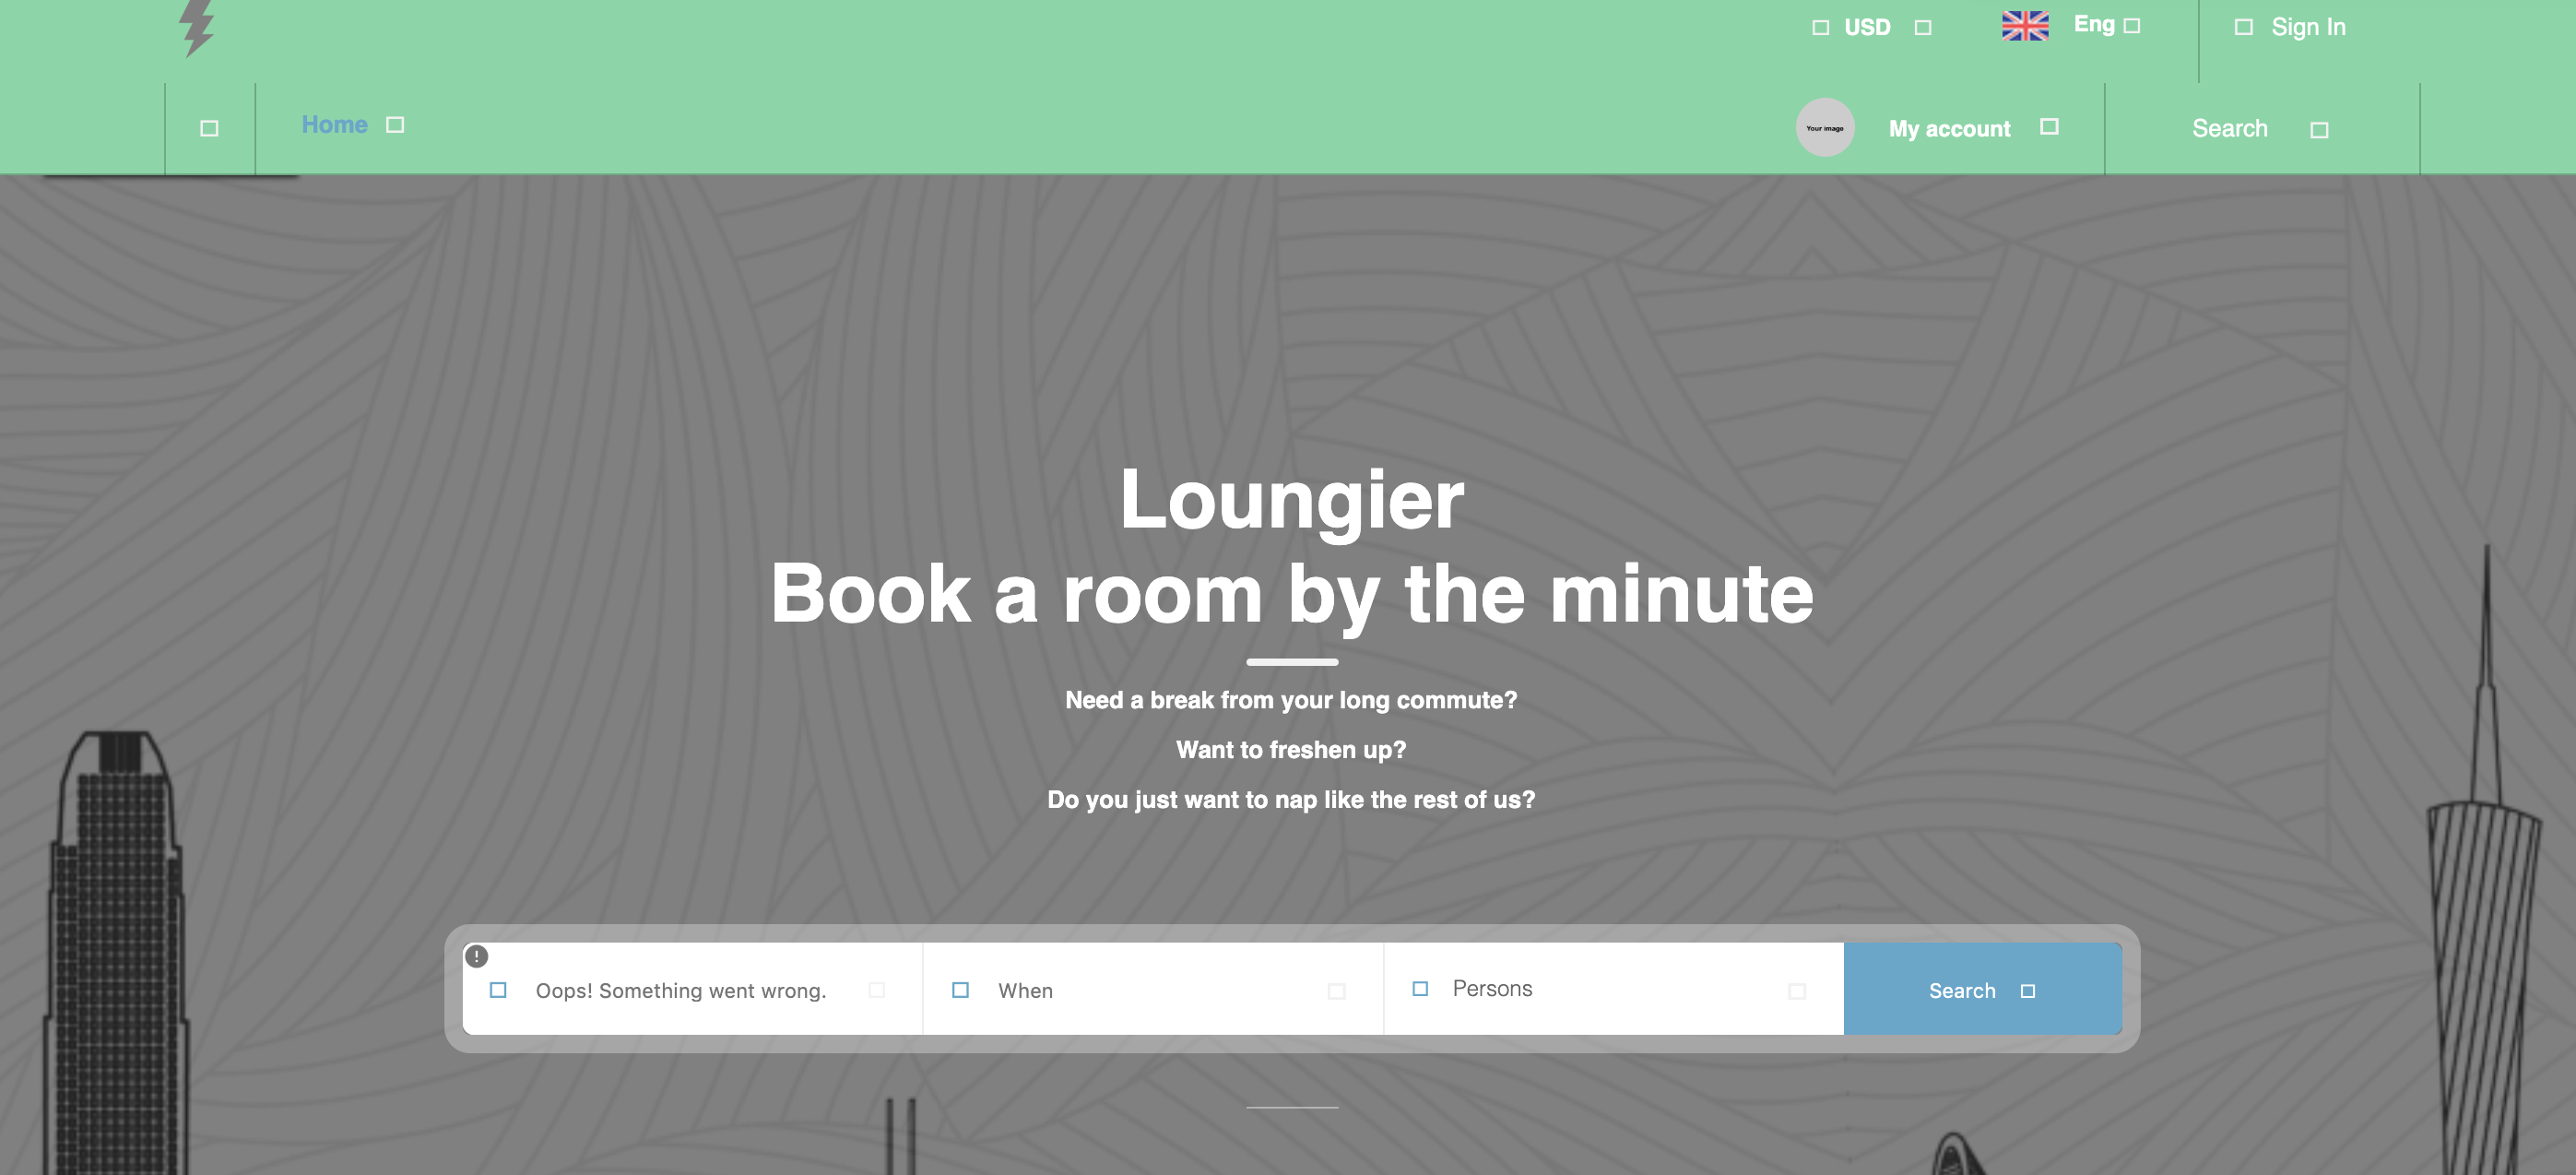 USD Eng Sign In
Home Your image My account Search
Loungier
Book a room by the minute
Need a break from your long commute?
Want to freshen up?
Do you just want to nap like the rest of us?
! Oops! Something went wrong. When Persons Search